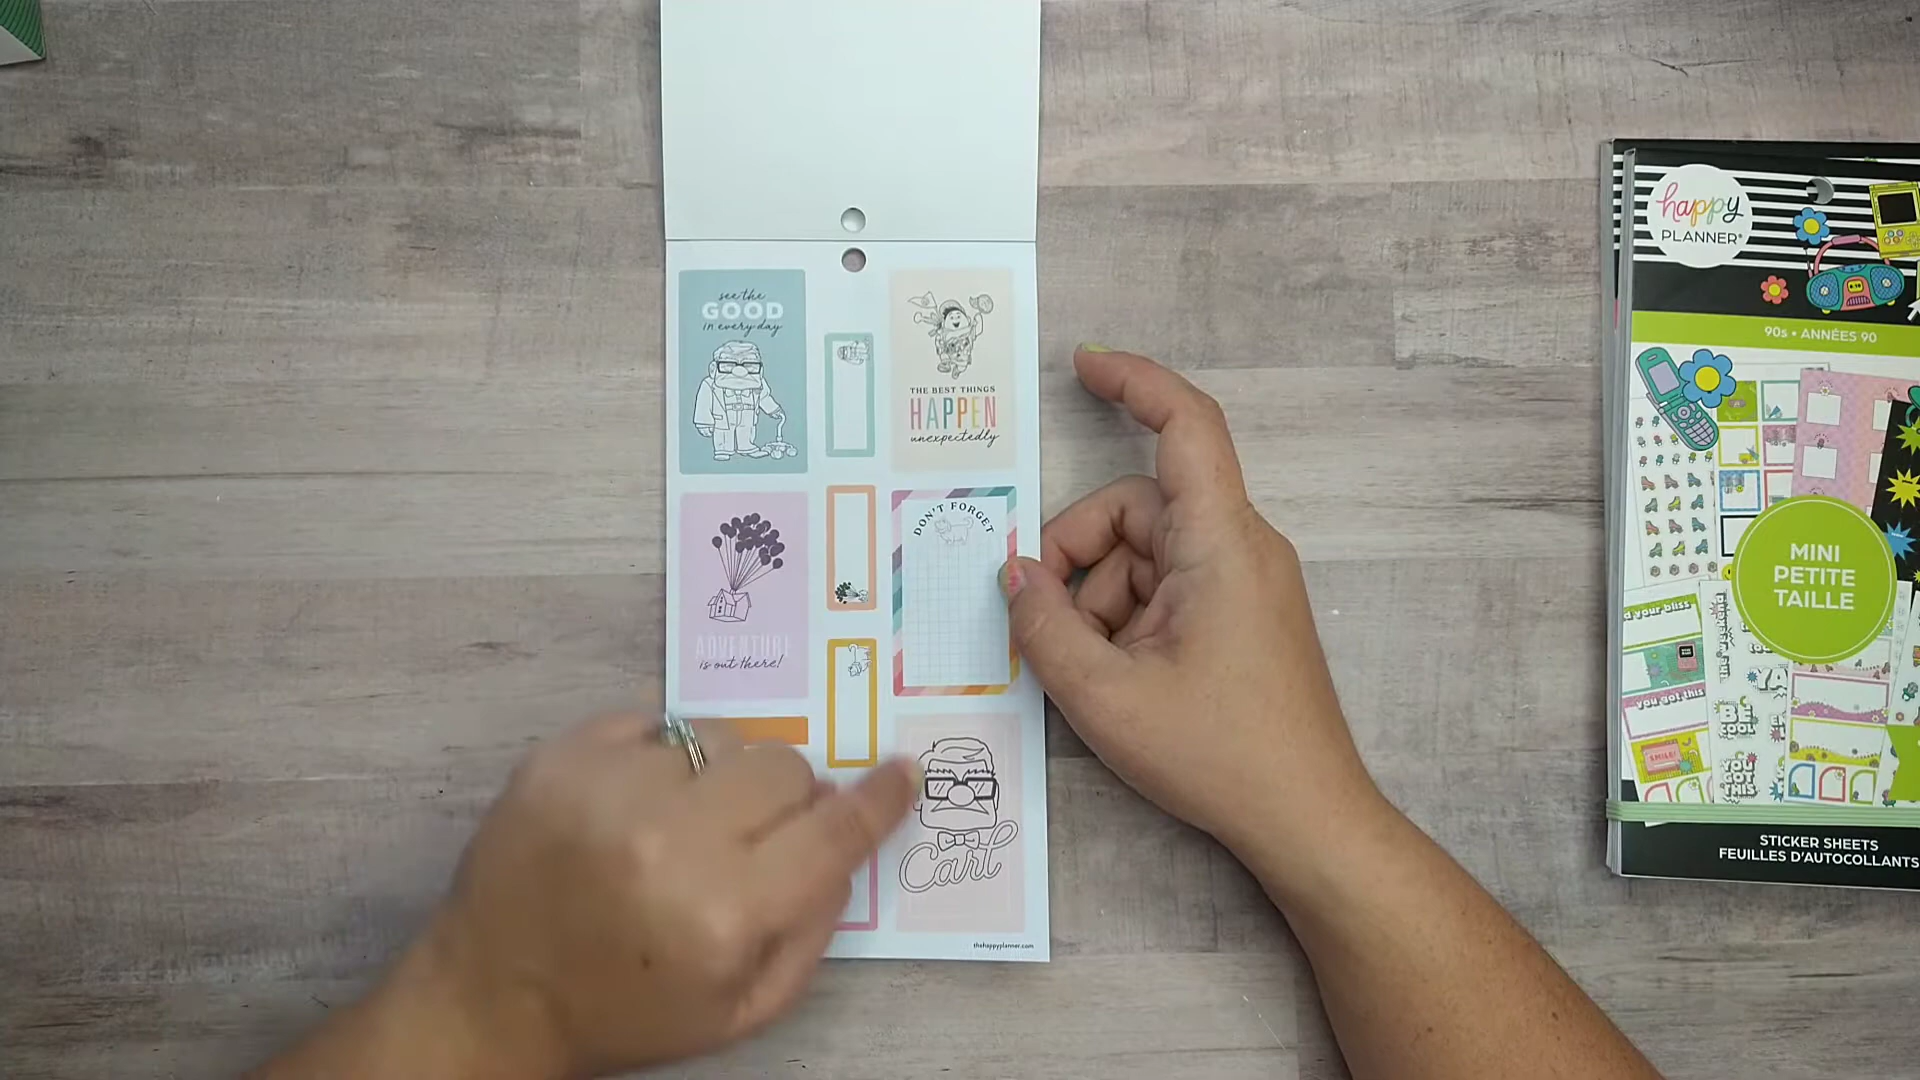 see the
GOOD
in every day
THE BEST THINGS
HAPPEN
unexpectedly
DON'T FORGET
ADVENTURE
is out there!
Carl
thehappyplanner.com
happy
PLANNER®
90s • ANNÉES 90
MINI
PETITE
TAILLE
your bliss
you got this
SMILE!
BE
COOL
YOU
GOT
THIS
STICKER SHEETS
FEUILLES D'AUTOCOLLANTS